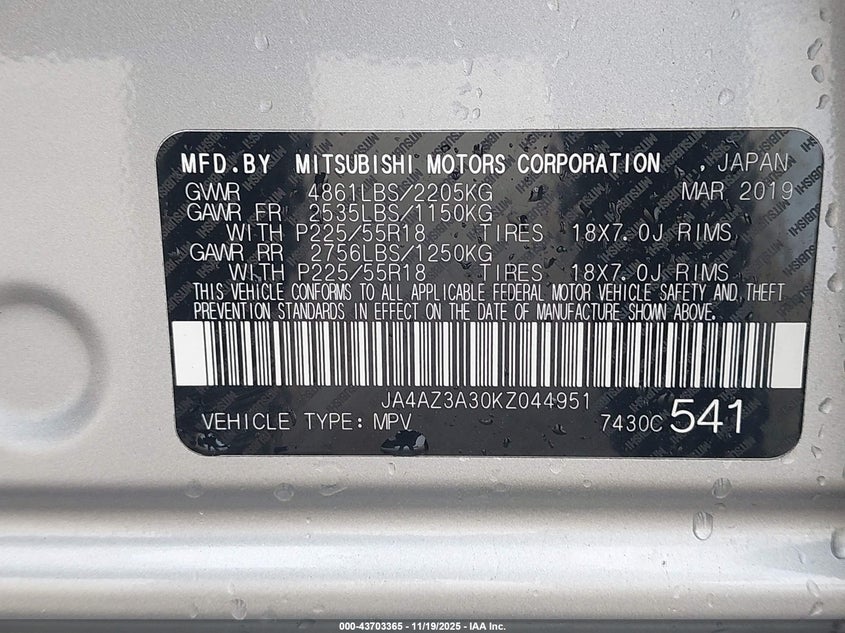 MFD.BY MITSUBISHI MOTORS CORPORATION , JAPAN
GVWR 4861LBS/2205KG MAR 2019
GAWR FR 2535LBS/1150KG
WITH P225/55R18 TIRES 18X7.0J RIMS
GAWR RR 2756LBS/1250KG
WITH P225/55R18 TIRES 18X7.0J RIMS
THIS VEHICLE CONFORMS TO ALL APPLICABLE FEDERAL MOTOR VEHICLE SAFETY AND THEFT
PREVENTION STANDARDS IN EFFECT ON THE DATE OF MANUFACTURE SHOWN ABOVE.
JA4AZ3A30KZ044951
VEHICLE TYPE: MPV 7430C 541
000-43703365 - 11/19/2025 - IAA Inc.